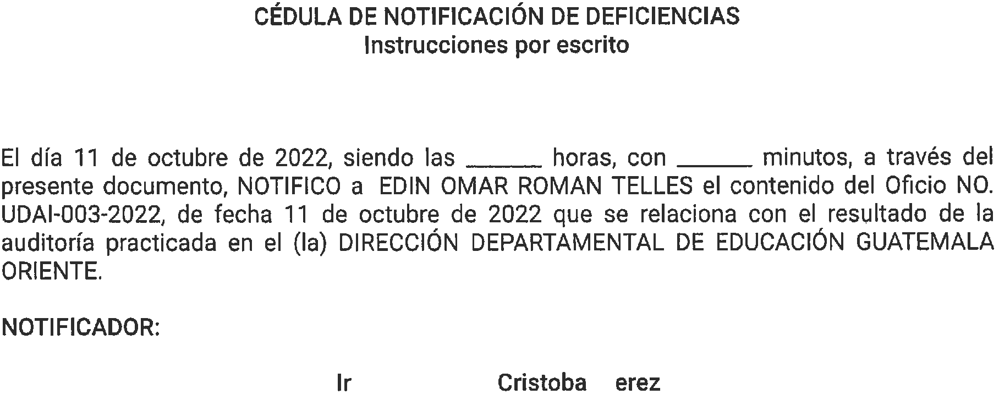 CÉDULA DE NOTIFICACIÓN DE DEFICIENCIAS
Instrucciones por escrito
El día 11 de octubre de 2022, siendo las ______ horas, con ______ minutos, a través del
presente documento, NOTIFICO a EDIN OMAR ROMAN TELLES el contenido del Oficio NO.
UDAI-003-2022, de fecha 11 de octubre de 2022 que se relaciona con el resultado de la
auditoría practicada en el (la) DIRECCIÓN DEPARTAMENTAL DE EDUCACIÓN GUATEMALA
ORIENTE.
NOTIFICADOR:
Ir Cristoba erez